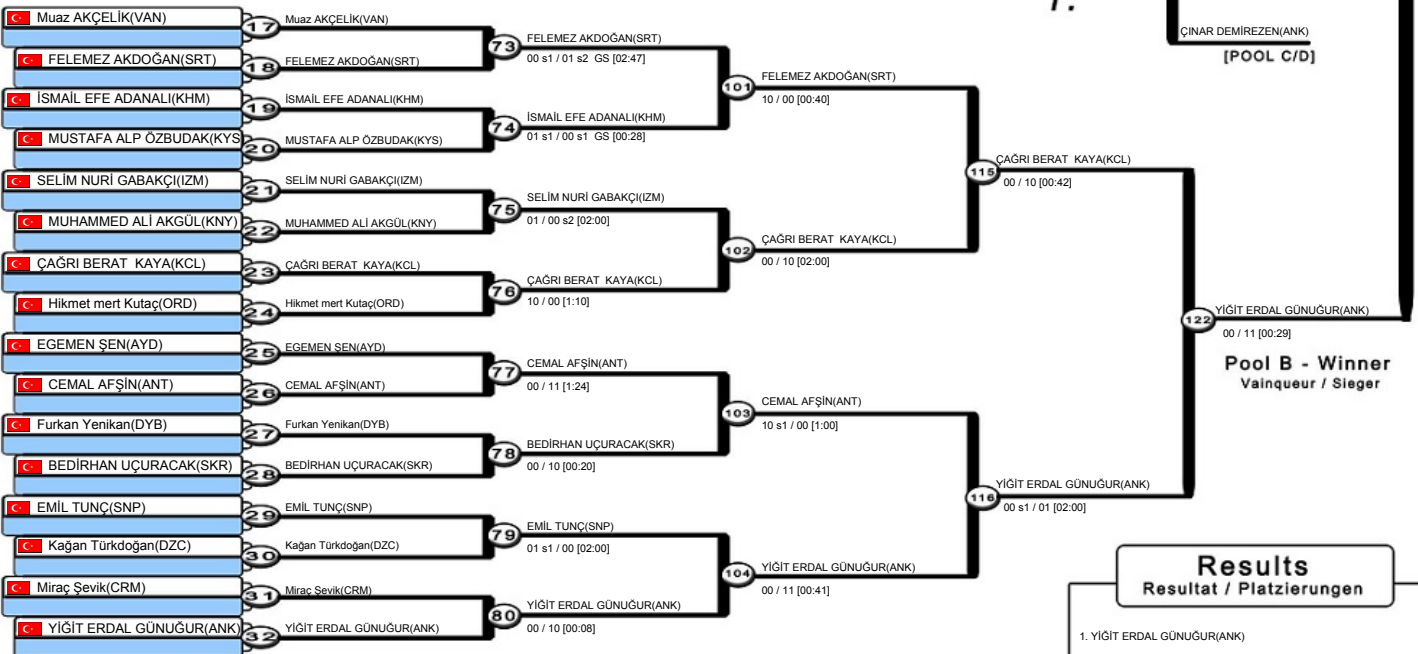 Muaz AKÇELİK(VAN)
FELEMEZ AKDOĞAN(SRT)
İSMAİL EFE ADANALI(KHM)
MUSTAFA ALP ÖZBUDAK(KYS
SELİM NURİ GABAKÇI(IZM)
MUHAMMED ALİ AKGÜL(KNY)
ÇAĞRI BERAT  KAYA(KCL)
Hikmet mert Kutaç(ORD)
EGEMEN ŞEN(AYD)
CEMAL AFŞİN(ANT)
Furkan Yenikan(DYB)
BEDİRHAN UÇURACAK(SKR)
EMİL TUNÇ(SNP)
Kağan Türkdoğan(DZC)
Miraç Şevik(CRM)
YİĞİT ERDAL GÜNUĞUR(ANK)
17 Muaz AKÇELİK(VAN)
18 FELEMEZ AKDOĞAN(SRT)
19 İSMAİL EFE ADANALI(KHM)
20 MUSTAFA ALP ÖZBUDAK(KYS)
21 SELİM NURİ GABAKÇI(IZM)
22 MUHAMMED ALİ AKGÜL(KNY)
23 ÇAĞRI BERAT  KAYA(KCL)
24 Hikmet mert Kutaç(ORD)
25 EGEMEN ŞEN(AYD)
26 CEMAL AFŞİN(ANT)
27 Furkan Yenikan(DYB)
28 BEDİRHAN UÇURACAK(SKR)
29 EMİL TUNÇ(SNP)
30 Kağan Türkdoğan(DZC)
31 Miraç Şevik(CRM)
32 YİĞİT ERDAL GÜNUĞUR(ANK)
73 FELEMEZ AKDOĞAN(SRT)
00 s1 / 01 s2  GS [02:47]
74 İSMAİL EFE ADANALI(KHM)
01 s1 / 00 s1  GS [00:28]
75 SELİM NURİ GABAKÇI(IZM)
01 / 00 s2 [02:00]
76 ÇAĞRI BERAT  KAYA(KCL)
10 / 00 [1:10]
77 CEMAL AFŞİN(ANT)
00 / 11 [1:24]
78 BEDİRHAN UÇURACAK(SKR)
00 / 10 [00:20]
79 EMİL TUNÇ(SNP)
01 s1 / 00 [02:00]
80 YİĞİT ERDAL GÜNUĞUR(ANK)
00 / 10 [00:08]
101 FELEMEZ AKDOĞAN(SRT)
10 / 00 [00:40]
102 ÇAĞRI BERAT  KAYA(KCL)
00 / 10 [02:00]
103 CEMAL AFŞİN(ANT)
10 s1 / 00 [1:00]
104 YİĞİT ERDAL GÜNUĞUR(ANK)
00 / 11 [00:41]
115 ÇAĞRI BERAT  KAYA(KCL)
00 / 10 [00:42]
116 YİĞİT ERDAL GÜNUĞUR(ANK)
00 s1 / 01 [02:00]
ÇINAR DEMİREZEN(ANK)
[POOL C/D]
122 YİĞİT ERDAL GÜNUĞUR(ANK)
00 / 11 [00:29]
Pool B - Winner
Vainqueur / Sieger
Results
Resultat / Platzierungen
1. YİĞİT ERDAL GÜNUĞUR(ANK)